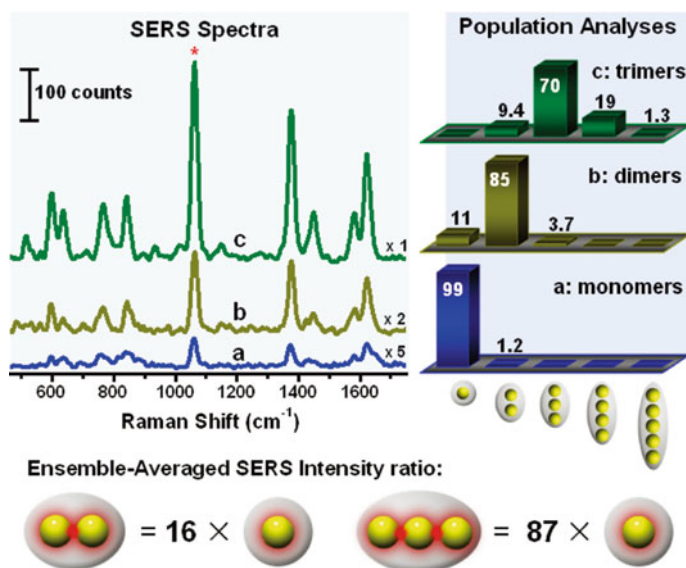 SERS Spectra
*
100 counts
c
x 1
b
x 2
a
x 5
600 800 1000 1200 1400 1600
Raman Shift (cm⁻¹)
Population Analyses
c: trimers
9.4 70 19 1.3
b: dimers
11 85 3.7
a: monomers
99 1.2
Ensemble-Averaged SERS Intensity ratio:
= 16 ×
= 87 ×